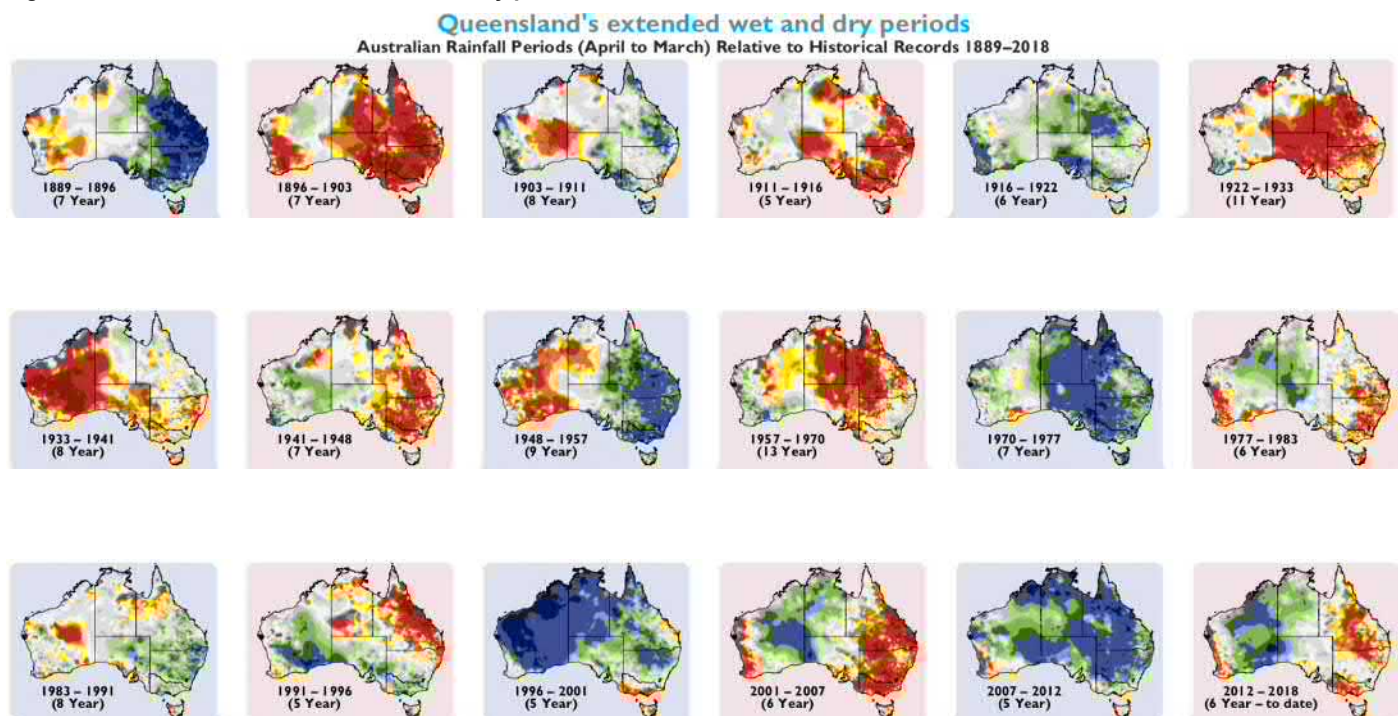 Queensland's extended wet and dry periods
Australian Rainfall Periods (April to March) Relative to Historical Records 1889–2018
1889 – 1896
(7 Year)
1896 – 1903
(7 Year)
1903 – 1911
(8 Year)
1911 – 1916
(5 Year)
1916 – 1922
(6 Year)
1922 – 1933
(11 Year)
1933 – 1941
(8 Year)
1941 – 1948
(7 Year)
1948 – 1957
(9 Year)
1957 – 1970
(13 Year)
1970 – 1977
(7 Year)
1977 – 1983
(6 Year)
1983 – 1991
(8 Year)
1991 – 1996
(5 Year)
1996 – 2001
(5 Year)
2001 – 2007
(6 Year)
2007 – 2012
(5 Year)
2012 – 2018
(6 Year – to date)